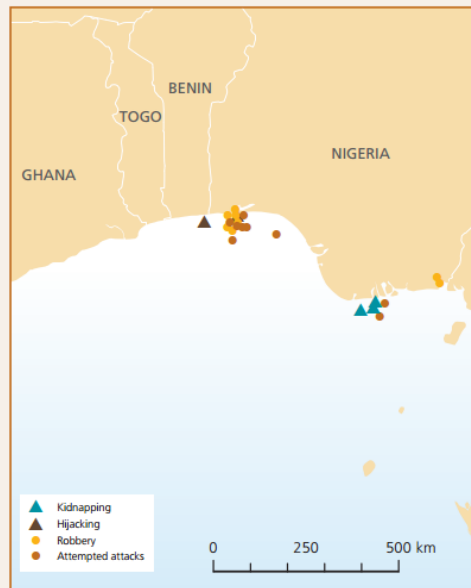 BENIN
TOGO
NIGERIA
GHANA
Kidnapping
Hijacking
Robbery
Attempted attacks
0 250 500 km